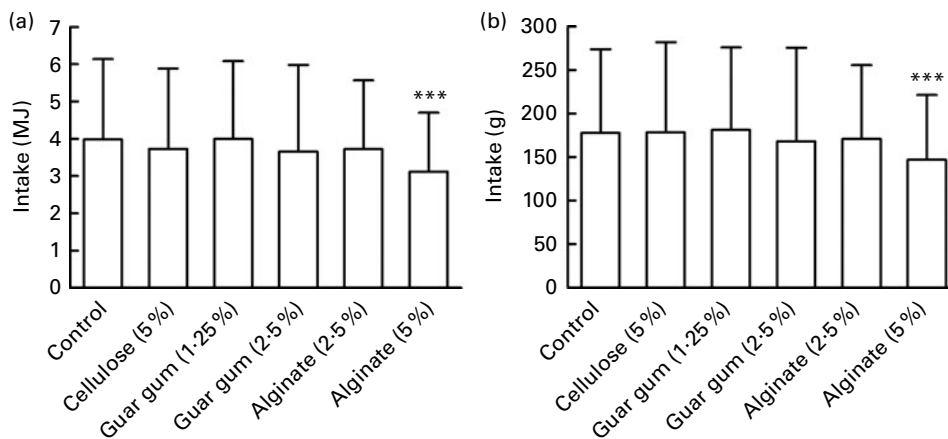 (a)
Intake (MJ)
7
6
5
4
3
2
1
0
***
Control
Cellulose (5 %)
Guar gum (1·25 %)
Guar gum (2·5 %)
Alginate (2·5 %)
Alginate (5 %)
(b)
Intake (g)
300
250
200
150
100
50
0
***
Control
Cellulose (5 %)
Guar gum (1·25 %)
Guar gum (2·5 %)
Alginate (2·5 %)
Alginate (5 %)